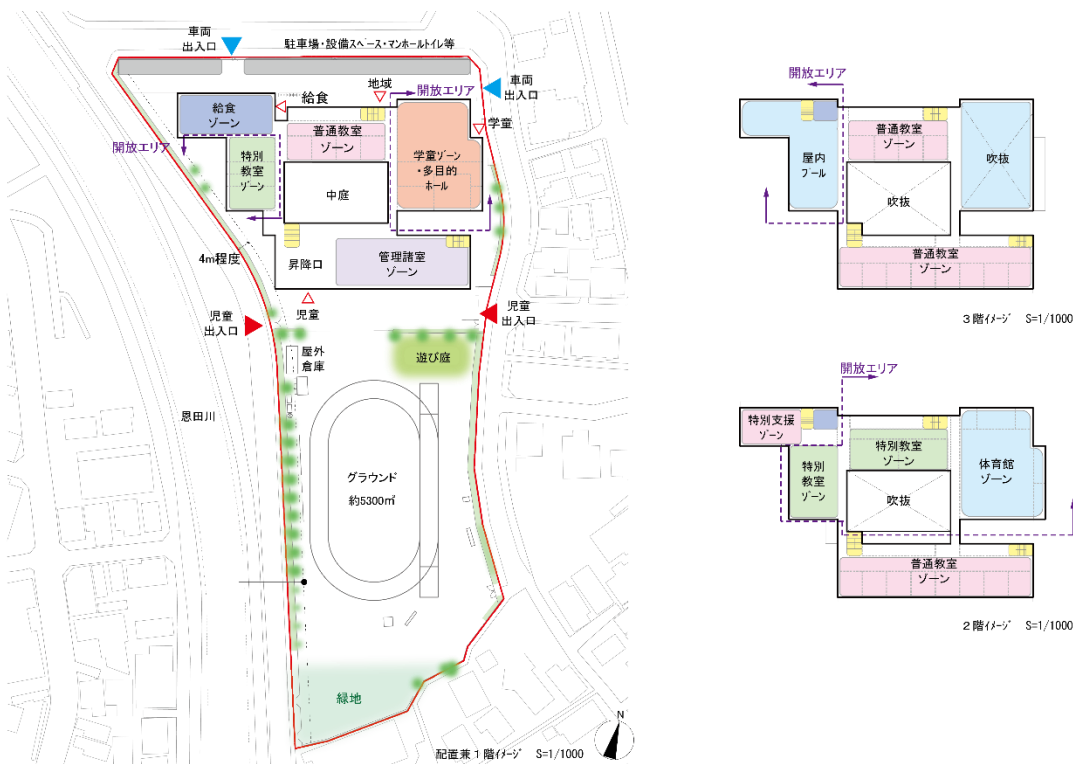 車両
出入口
駐車場・設備スペース・マンホールトイレ等
車両
出入口
地域
開放エリア
給食
給食
ゾーン
学童
普通教室
ゾーン
開放エリア
特別
教室
ゾーン
学童ゾーン
・多目的
ホール
中庭
4m程度
昇降口
管理諸室
ゾーン
児童
出入口
児童
児童
出入口
屋外
倉庫
遊び庭
恩田川
グラウンド
約5300㎡
緑地
N
配置兼1階イメージ S=1/1000
開放エリア
普通教室
ゾーン
屋内
プール
吹抜
吹抜
普通教室
ゾーン
3階イメージ S=1/1000
開放エリア
特別支援
ゾーン
特別教室
ゾーン
特別
教室
ゾーン
体育館
ゾーン
吹抜
普通教室
ゾーン
2階イメージ S=1/1000